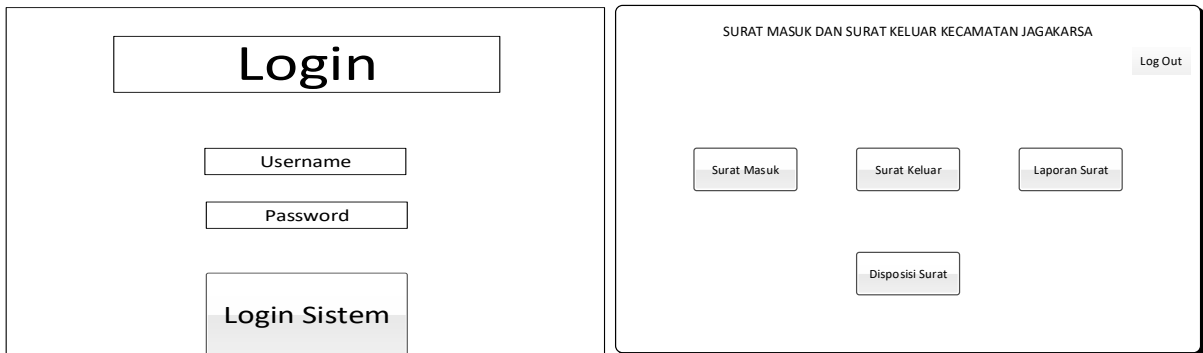 Login
Username
Password
Login Sistem
SURAT MASUK DAN SURAT KELUAR KECAMATAN JAGAKARSA
Log Out
Surat Masuk
Surat Keluar
Laporan Surat
Disposisi Surat